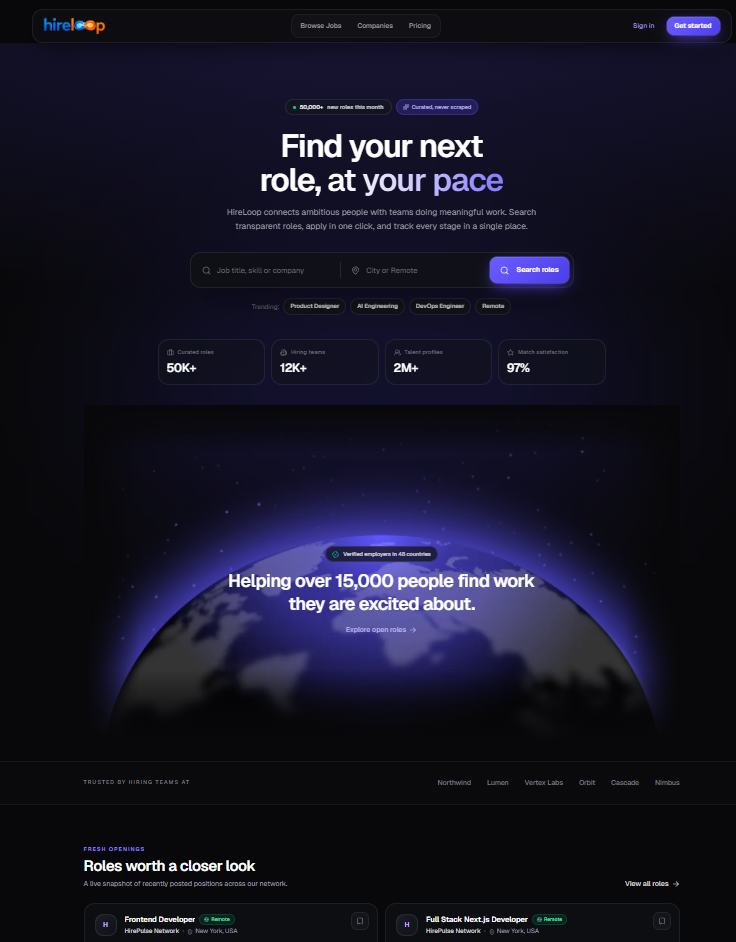 hireloop
Browse Jobs Companies Pricing
Sign in
Get started
50,000+ new roles this month
Curated, never scraped
Find your next
role, at your pace
HireLoop connects ambitious people with teams doing meaningful work. Search
transparent roles, apply in one click, and track every stage in a single place.
Job title, skill or company
City or Remote
Search roles
Trending: Product Designer AI Engineering DevOps Engineer Remote
Curated roles
50K+
Hiring teams
12K+
Talent profiles
2M+
Match satisfaction
97%
Verified employers in 48 countries
Helping over 15,000 people find work
they are excited about.
Explore open roles →
TRUSTED BY HIRING TEAMS AT
Northwind Lumen Vertex Labs Orbit Cascade Nimbus
FRESH OPENINGS
Roles worth a closer look
A live snapshot of recently posted positions across our network.
View all roles →
H
Frontend Developer Remote
HirePulse Network · New York, USA
H
Full Stack Next.js Developer Remote
HirePulse Network · New York, USA